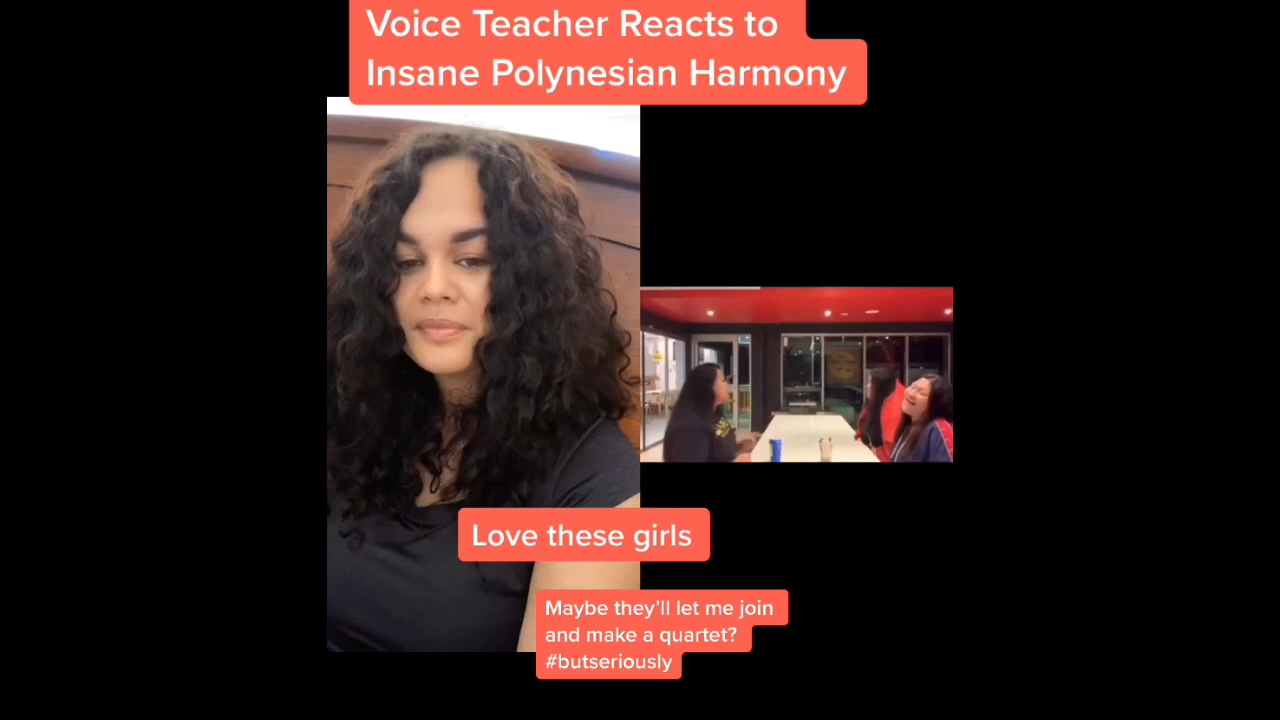 Voice Teacher Reacts to
Insane Polynesian Harmony
Love these girls
Maybe they’ll let me join
and make a quartet?
#butseriously